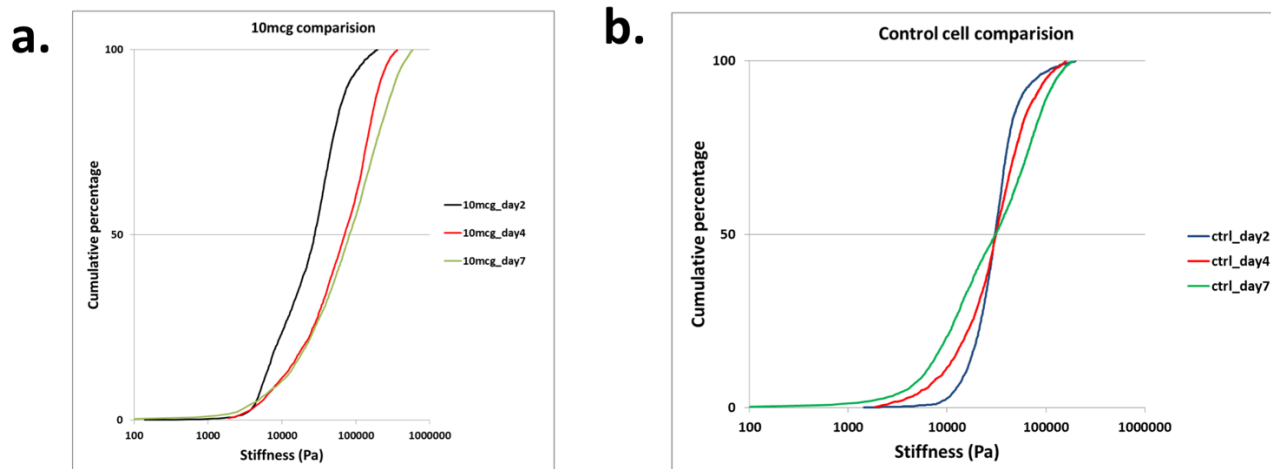 a.
10mcg comparision
100
50
0
Cumulative percentage
100 1000 10000 100000 1000000
Stiffness (Pa)
10mcg_day2
10mcg_day4
10mcg_day7
b.
Control cell comparision
100
50
0
Cumulative percentage
100 1000 10000 100000 1000000
Stiffness (Pa)
ctrl_day2
ctrl_day4
ctrl_day7